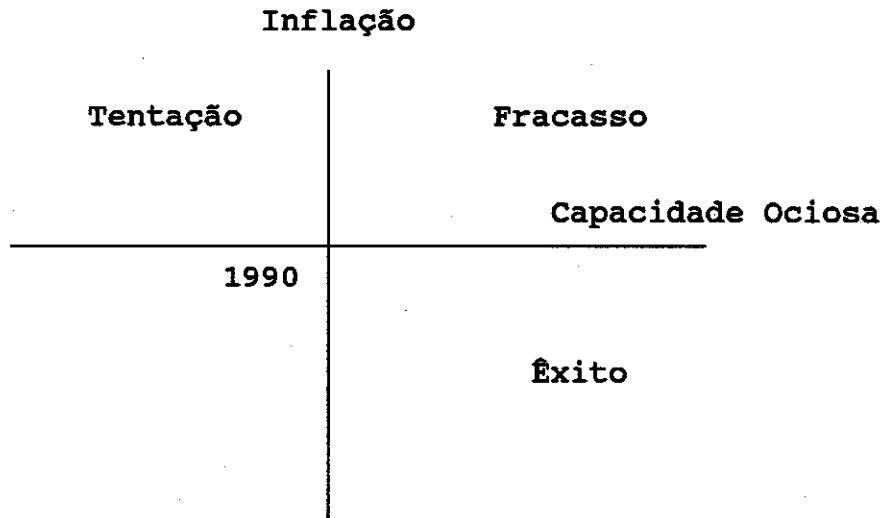 Inflação
Tentação Fracasso
Capacidade Ociosa
1990
Êxito